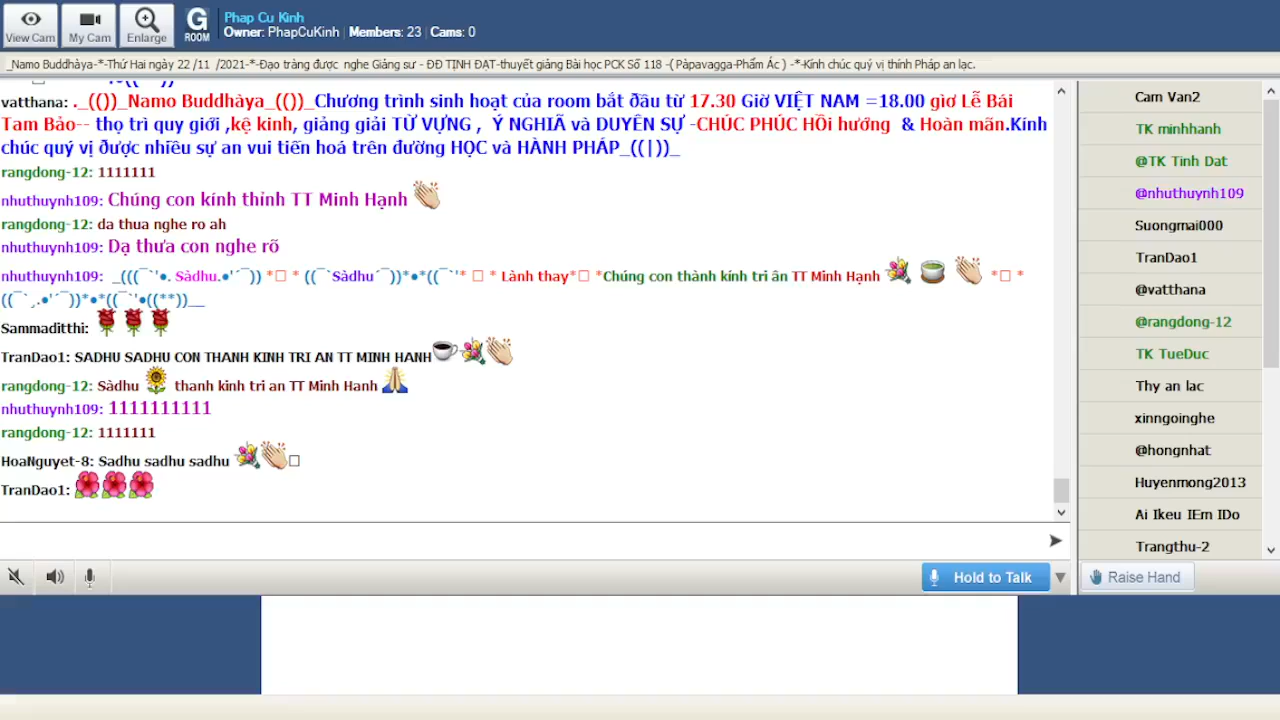 View Cam
My Cam
Enlarge
G
ROOM
Phap Cu Kinh
Owner: PhapCuKinh | Members: 23 | Cams: 0
_Namo Buddhàya-*-Thứ Hai ngày 22 /11 /2021-*-Đạo tràng được nghe Giảng sư - ĐĐ TỊNH ĐẠT-thuyết giảng Bài học PCK Số 118 -( Pàpavagga-Phẩm Ác ) -*-Kính chúc quý vị thính Pháp an lạc.
vatthana: ._(())_Namo Buddhàya_(())_Chương trình sinh hoạt của room bắt đầu từ 17.30 Giờ VIỆT NAM =18.00 giơ Lễ Bái
Tam Bảo-- thọ trì quy giới ,kệ kinh, giảng giải TỪ VỰNG , Ý NGHIÃ và DUYÊN SỰ -CHÚC PHÚC HỒi hướng & Hoàn mãn.Kính
chúc quý vị được nhiều sự an vui tiến hoá trên đường HỌC và HÀNH PHÁP_((|))_
rangdong-12: 1111111
nhuthuynh109: Chúng con kính thỉnh TT Minh Hạnh 👏
rangdong-12: da thua nghe ro ah
nhuthuynh109: Dạ thưa con nghe rõ
nhuthuynh109: _(((¯`'•. Sàdhu.•'´¯)) *□ * ((¯`Sàdhu´¯))*•*((¯`'* □ * Lành thay*□ *Chúng con thành kính tri ân TT Minh Hạnh 💐 🍵 👏 *□ *
((¯`¸.•'´¯))*•*((¯`'•((**))__
Sammaditthi: 🌹 🌹 🌹
TranDao1: SADHU SADHU CON THANH KINH TRI AN TT MINH HANH☕💐👏
rangdong-12: Sàdhu 🌻 thanh kinh tri an TT Minh Hanh 🙏
nhuthuynh109: 1111111111
rangdong-12: 1111111
HoaNguyet-8: Sadhu sadhu sadhu 💐👏□
TranDao1: 🌺🌺🌺
Cam Van2
TK minhhanh
@TK Tinh Dat
@nhuthuynh109
Suongmai000
TranDao1
@vatthana
@rangdong-12
TK TueDuc
Thy an lac
xinngoinghe
@hongnhat
Huyenmong2013
Ai Ikeu IEm IDo
Trangthu-2
Hold to Talk
Raise Hand